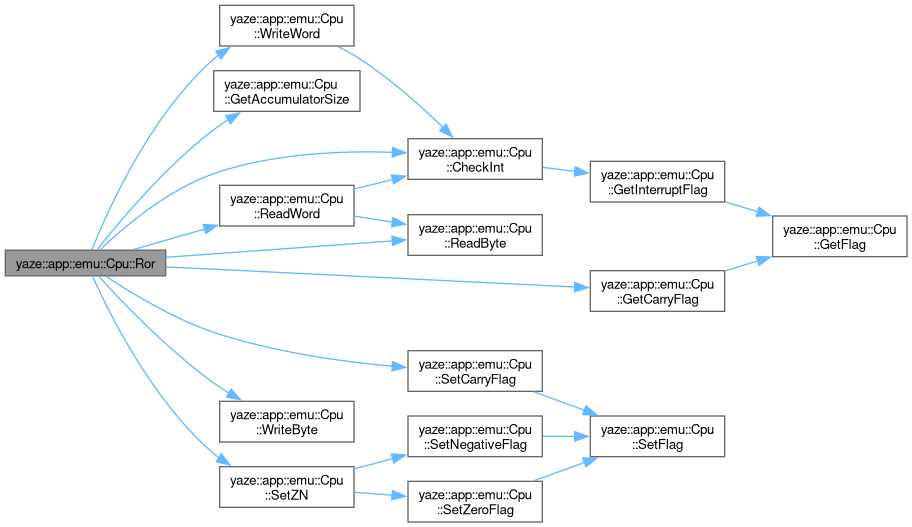 yaze::app::emu::Cpu::Ror
yaze::app::emu::Cpu
::WriteWord
yaze::app::emu::Cpu
::GetAccumulatorSize
yaze::app::emu::Cpu
::ReadWord
yaze::app::emu::Cpu
::WriteByte
yaze::app::emu::Cpu
::SetZN
yaze::app::emu::Cpu
::CheckInt
yaze::app::emu::Cpu
::ReadByte
yaze::app::emu::Cpu
::SetCarryFlag
yaze::app::emu::Cpu
::SetNegativeFlag
yaze::app::emu::Cpu
::SetZeroFlag
yaze::app::emu::Cpu
::GetInterruptFlag
yaze::app::emu::Cpu
::GetCarryFlag
yaze::app::emu::Cpu
::SetFlag
yaze::app::emu::Cpu
::GetFlag